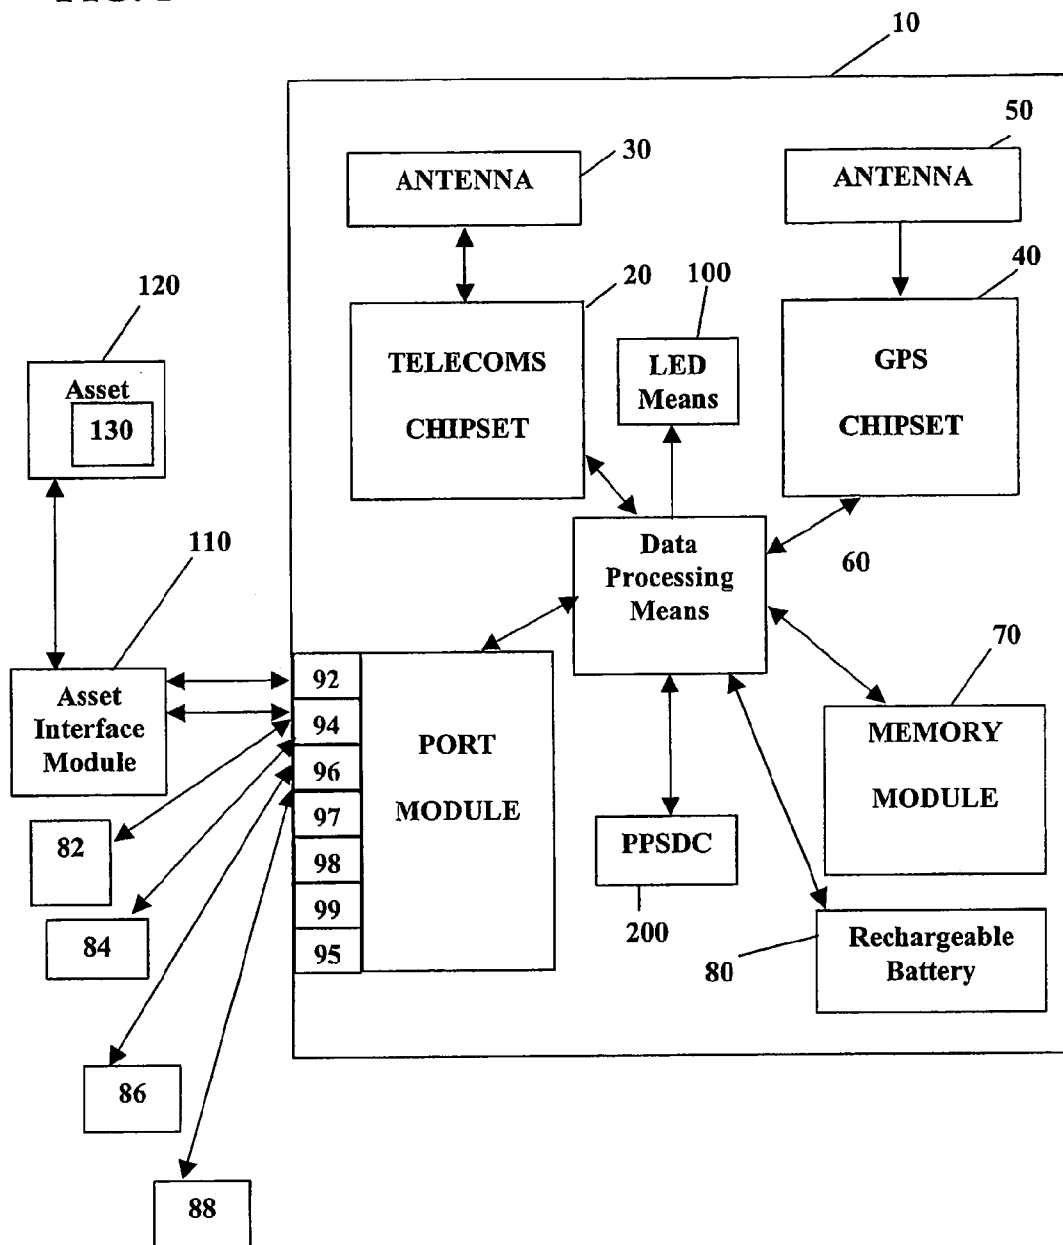 10
50
30
ANTENNA
ANTENNA
40
100
20
120
LED
Means
TELECOMS
CHIPSET
GPS
CHIPSET
Asset
130
110
Data
Processing
Means
60
70
92
94
96
97
98
99
95
PORT
MODULE
Asset
Interface
Module
MEMORY
MODULE
82
PPSDC
84
200
80
Rechargeable
Battery
86
88